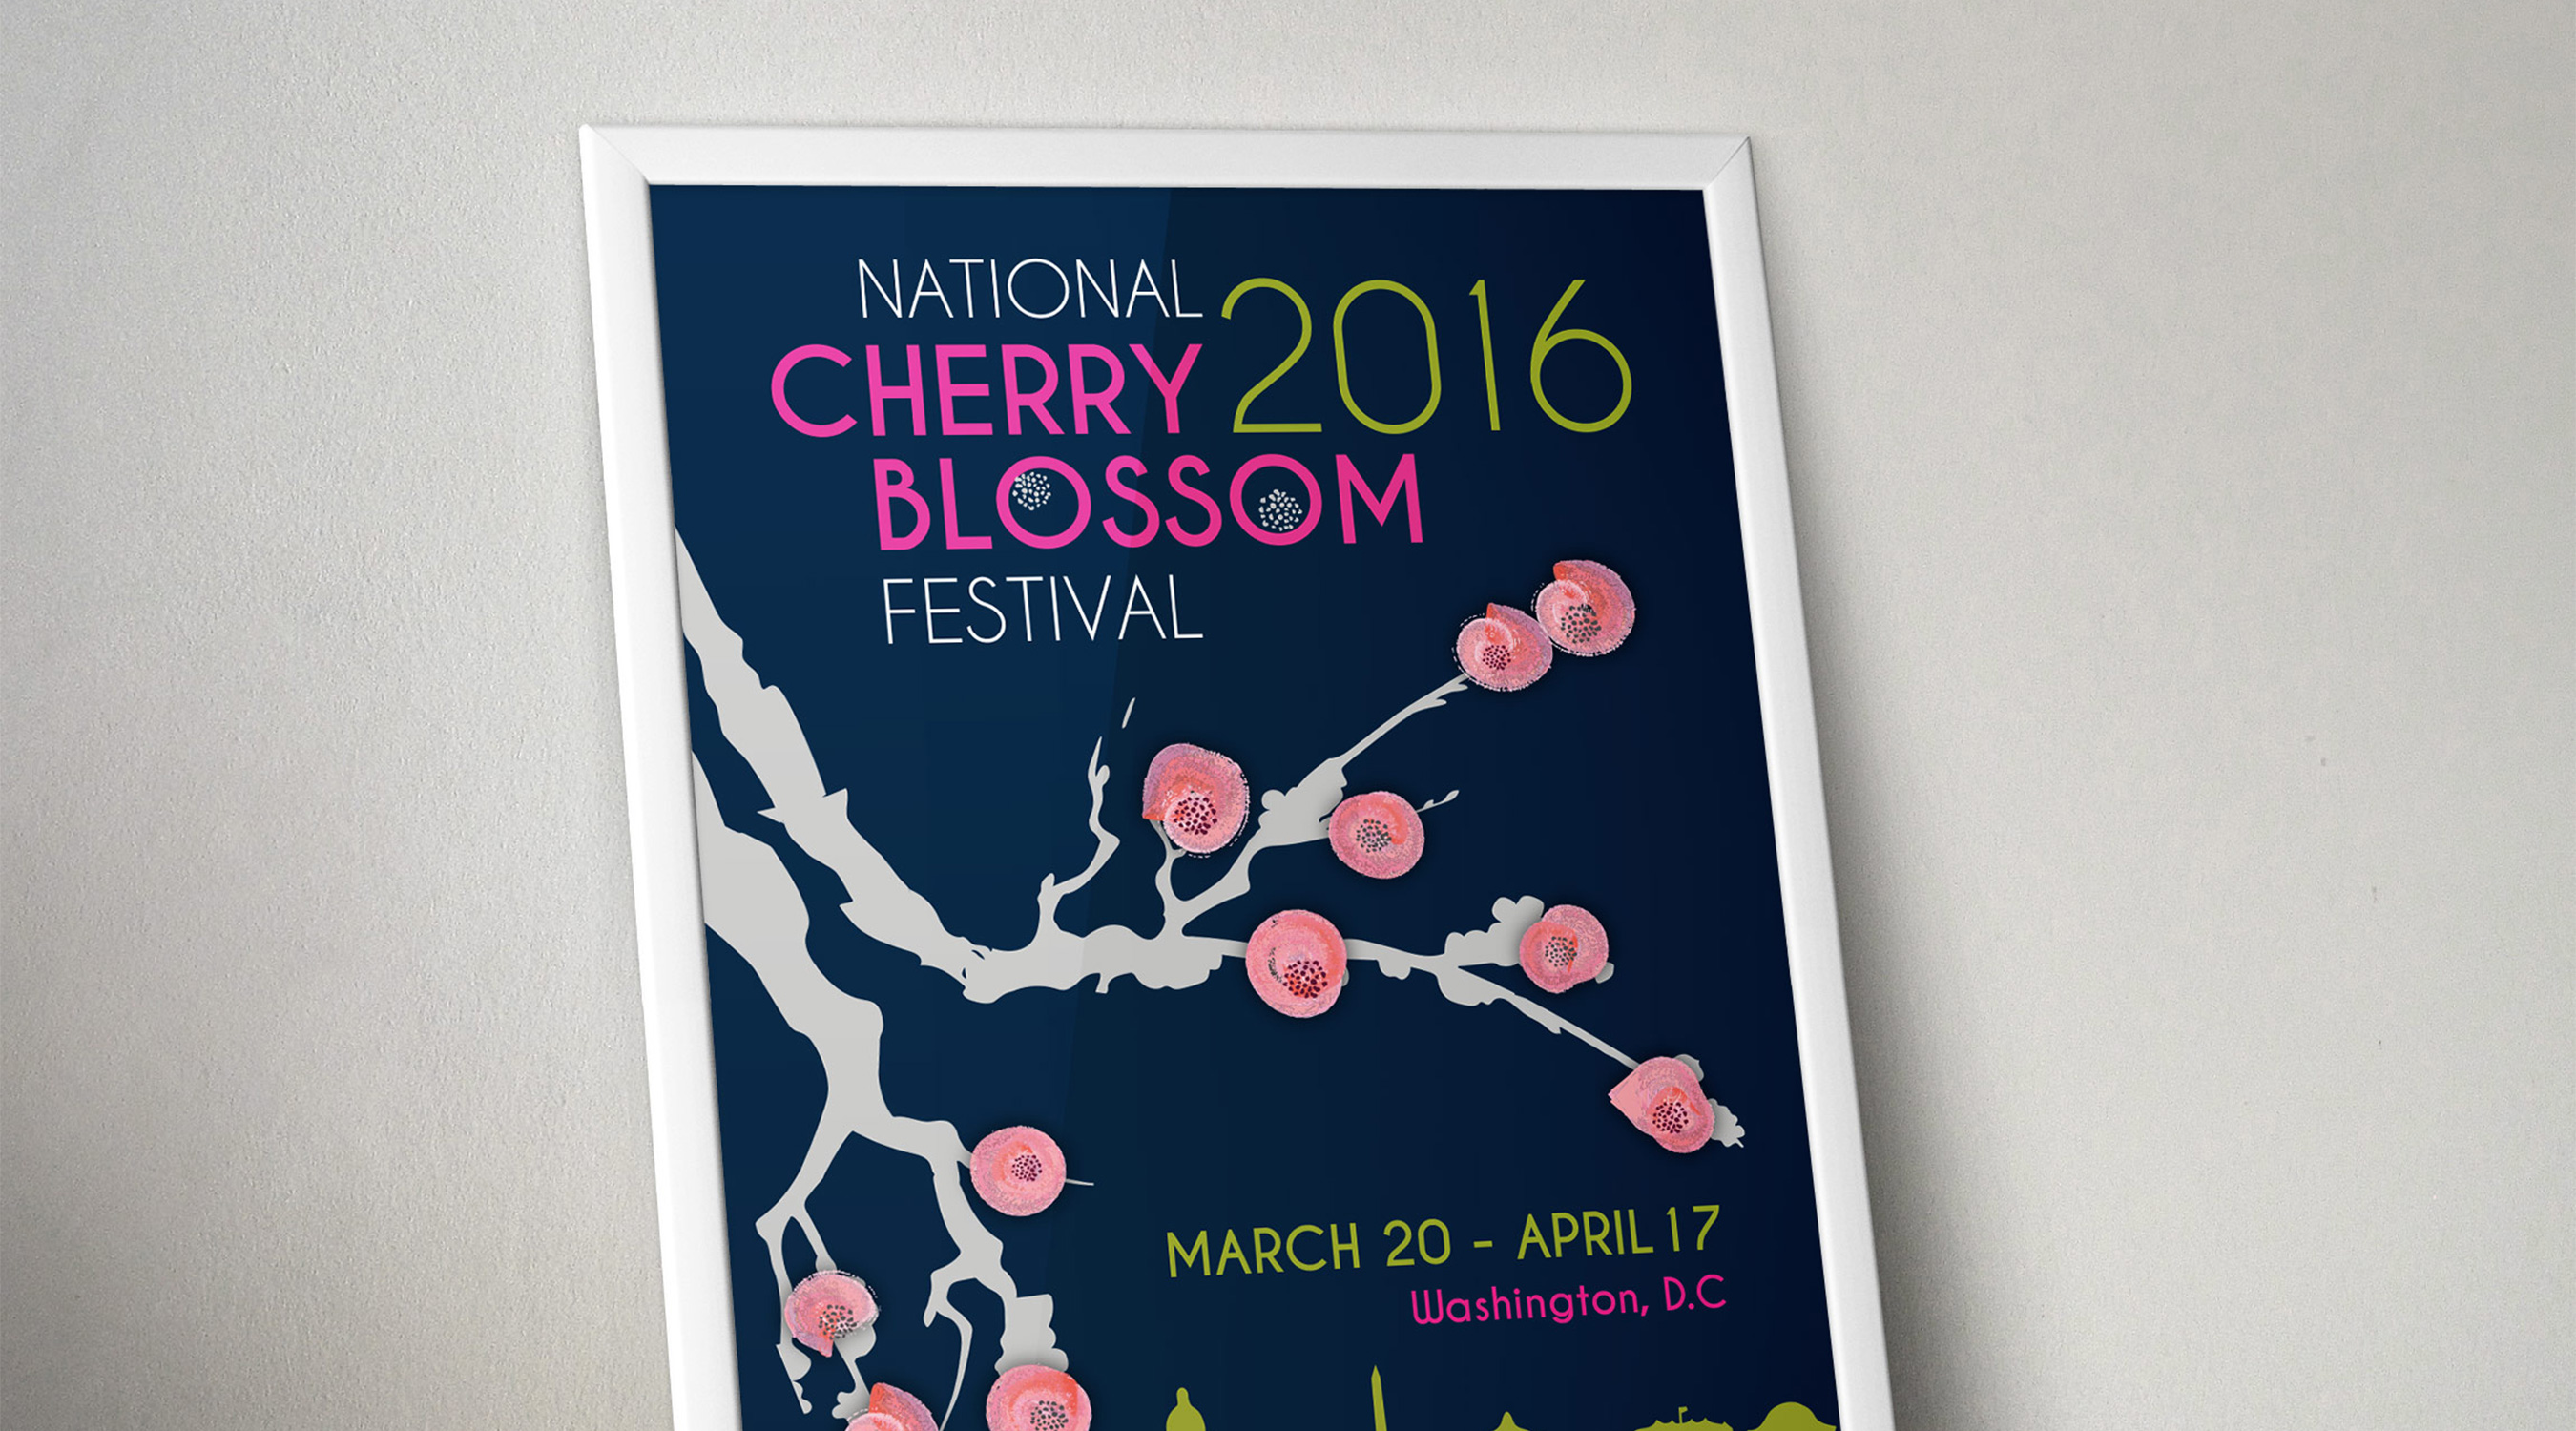 NATIONAL
CHERRY 2016
BLOSSOM
FESTIVAL
MARCH 20 - APRIL 17
Washington, D.C